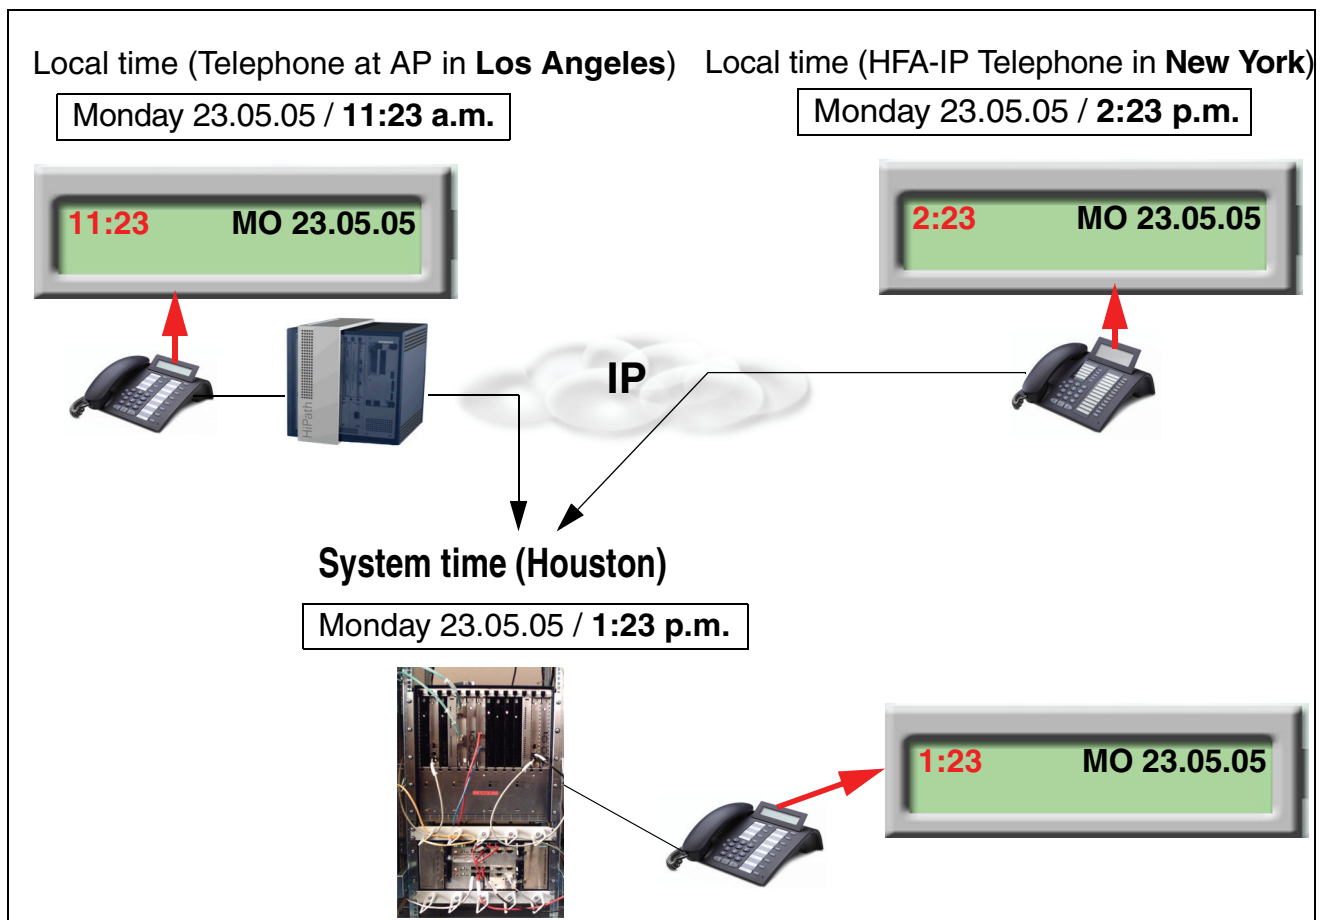 Local time (Telephone at AP in Los Angeles)
Monday 23.05.05 / 11:23 a.m.
Local time (HFA-IP Telephone in New York)
Monday 23.05.05 / 2:23 p.m.
11:23 MO 23.05.05
2:23 MO 23.05.05
HiPath
IP
System time (Houston)
Monday 23.05.05 / 1:23 p.m.
1:23 MO 23.05.05